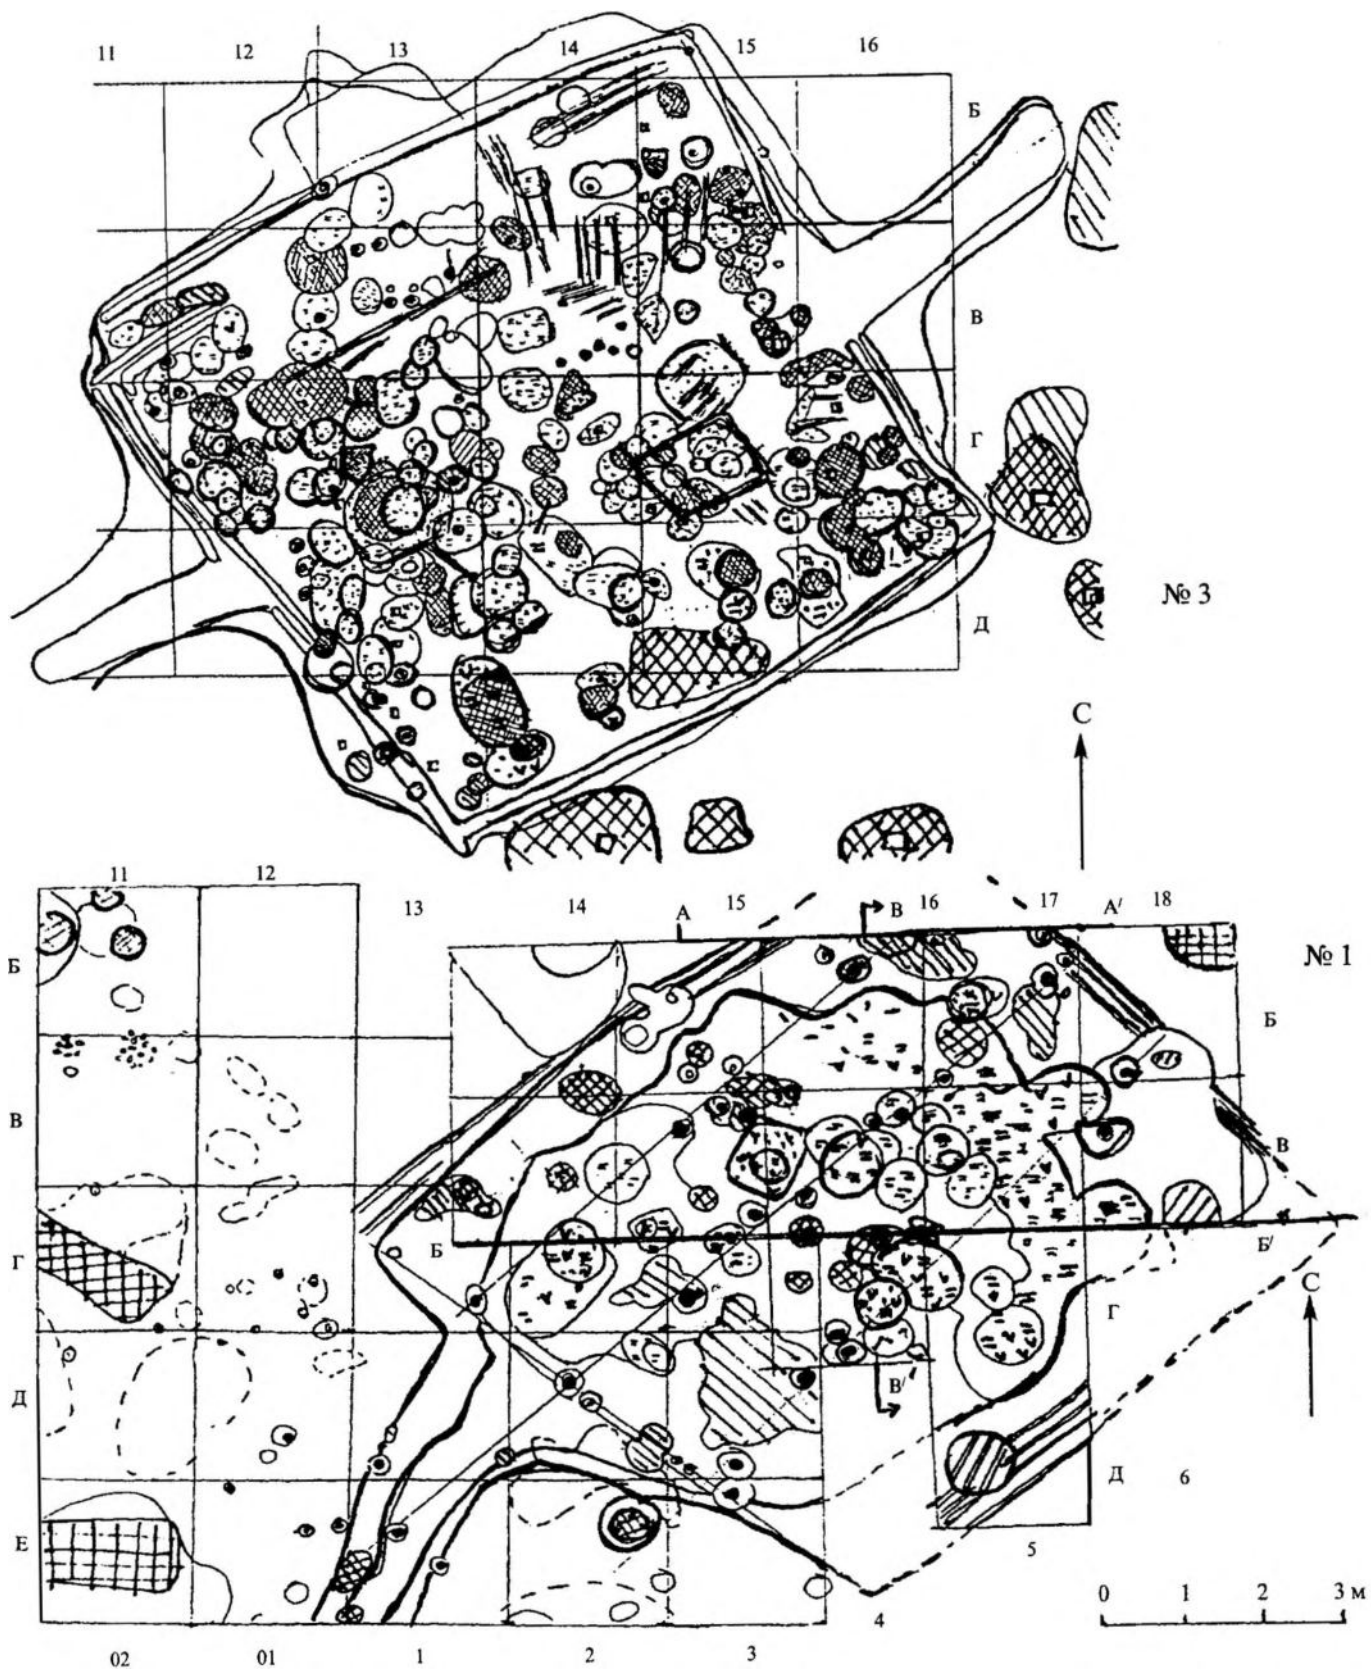 11 12 13 14 15 16
Б
В
Г
№ 3
Д
С
11 12 13 14 А 15 В 16 17 А/ 18
№ 1
Б Б
В В
Г Б Б/
С
Г
Д В/
Д 6
Е
5
0 1 2 3 м
4
02 01 1 2 3